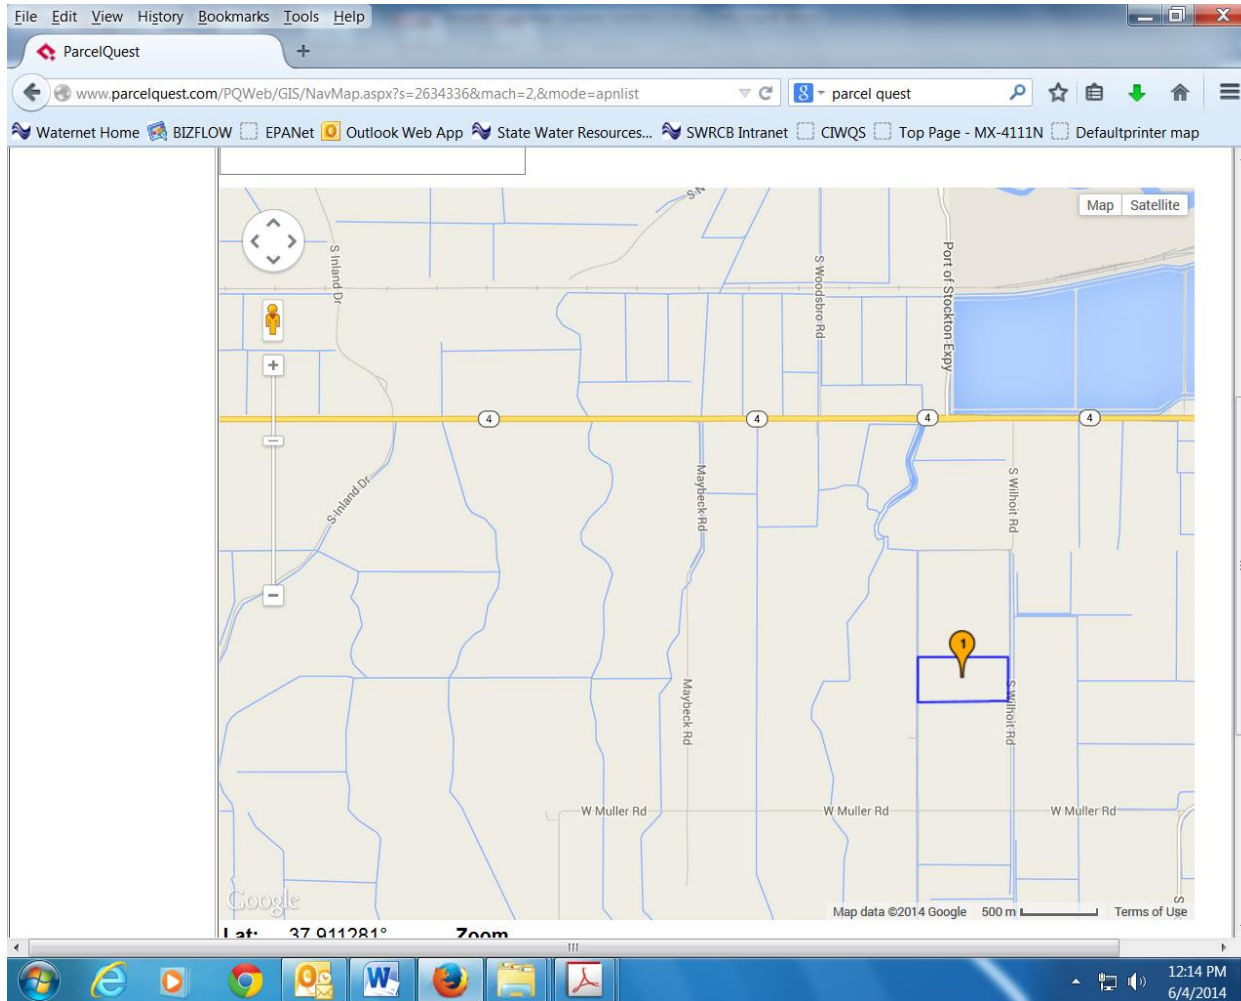 File Edit View History Bookmarks Tools Help
ParcelQuest
www.parcelquest.com/PQWeb/GIS/NavMap.aspx?s=2634336&mach=2,&mode=apnlist
parcel quest
Waternet Home BIZFLOW EPANet Outlook Web App State Water Resources... SWRCB Intranet CIWQS Top Page - MX-4111N Defaultprinter map
Map Satellite
S N
S Inland Dr
S Woodsbro Rd
Port of Stockton Expy
4 4 4 4
S Inland Dr
Maybeck Rd
S Wilhoit Rd
1
Maybeck Rd
S Wilhoit Rd
W Muller Rd W Muller Rd W Muller Rd
S
Google
Map data ©2014 Google 500 m Terms of Use
Lat: 37.911281° Zoom
12:14 PM
6/4/2014